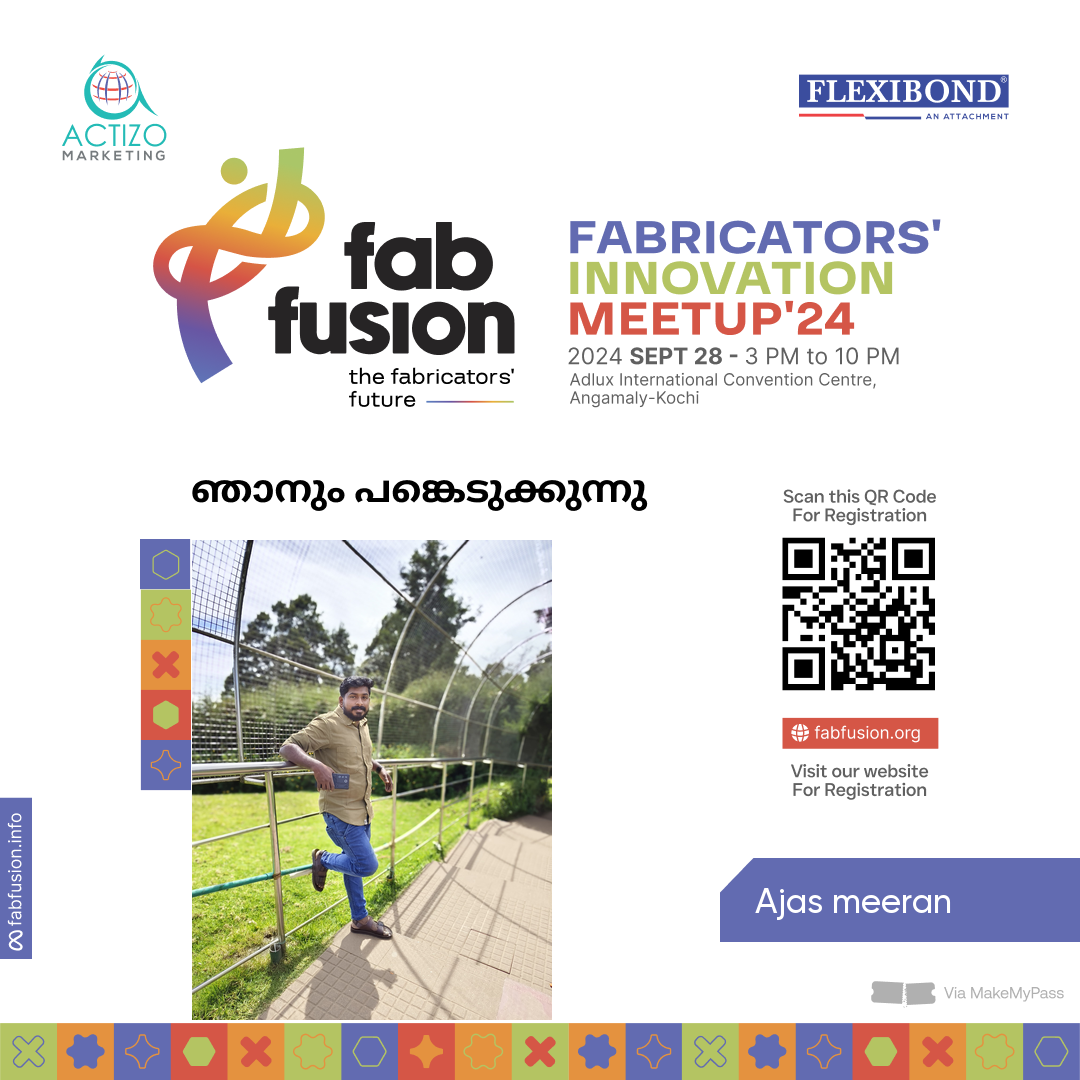 ACTIZO
MARKETING
FLEXIBOND®
AN ATTACHMENT
fab
fusion
the fabricators'
future
FABRICATORS'
INNOVATION
MEETUP'24
2024 SEPT 28 - 3 PM to 10 PM
Adlux International Convention Centre,
Angamaly-Kochi
ഞാനും പങ്കെടുക്കുന്നു
Scan this QR Code
For Registration
fabfusion.org
Visit our website
For Registration
fabfusion.info
Ajas meeran
Via MakeMyPass